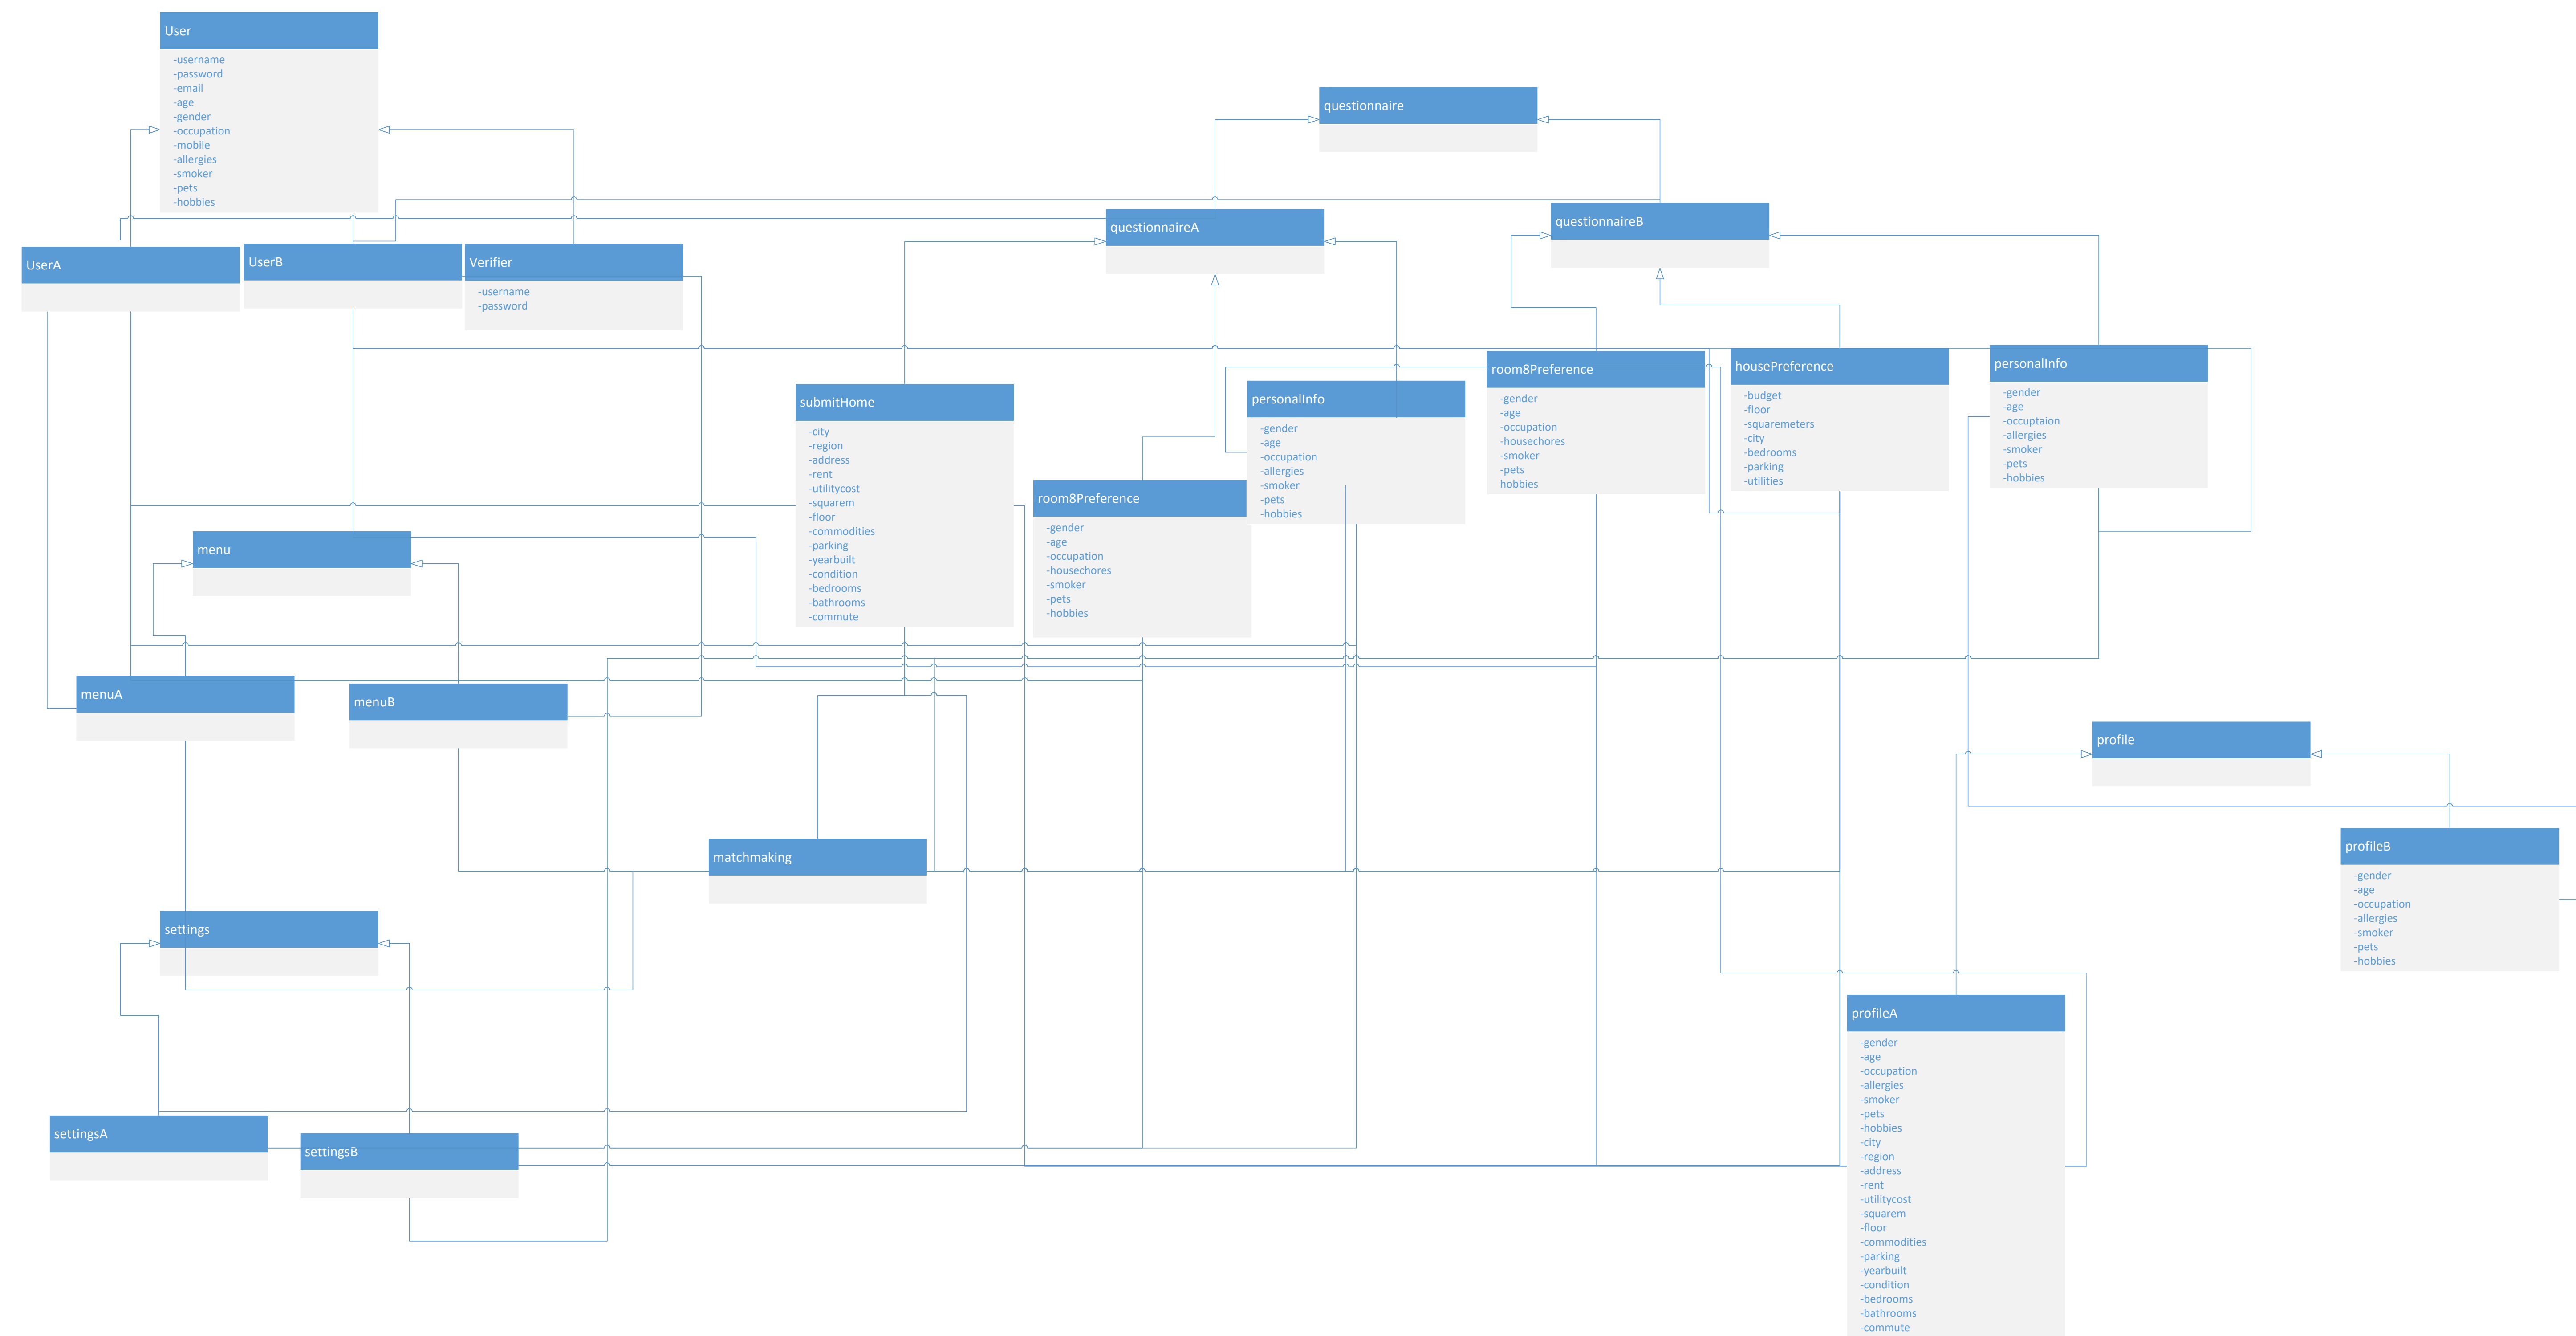 User
-username
-password
-email
-age
-gender
-occupation
-mobile
-allergies
-smoker
-pets
-hobbies
questionnaire
questionnaireA
questionnaireB
UserA
UserB
Verifier
-username
-password
submitHome
-city
-region
-address
-rent
-utilitycost
-squarem
-floor
-commodities
-parking
-yearbuilt
-condition
-bedrooms
-bathrooms
-commute
room8Preference
-gender
-age
-occupation
-housechores
-smoker
-pets
-hobbies
personalInfo
-gender
-age
-occupation
-allergies
-smoker
-pets
-hobbies
room8Preference
-gender
-age
-occupation
-housechores
-smoker
-pets
hobbies
housePreference
-budget
-floor
-squaremeters
-city
-bedrooms
-parking
-utilities
personalInfo
-gender
-age
-occuptaion
-allergies
-smoker
-pets
-hobbies
menu
menuA
menuB
profile
matchmaking
profileB
-gender
-age
-occupation
-allergies
-smoker
-pets
-hobbies
settings
profileA
-gender
-age
-occupation
-allergies
-smoker
-pets
-hobbies
-city
-region
-address
-rent
-utilitycost
-squarem
-floor
-commodities
-parking
-yearbuilt
-condition
-bedrooms
-bathrooms
-commute
settingsA
settingsB